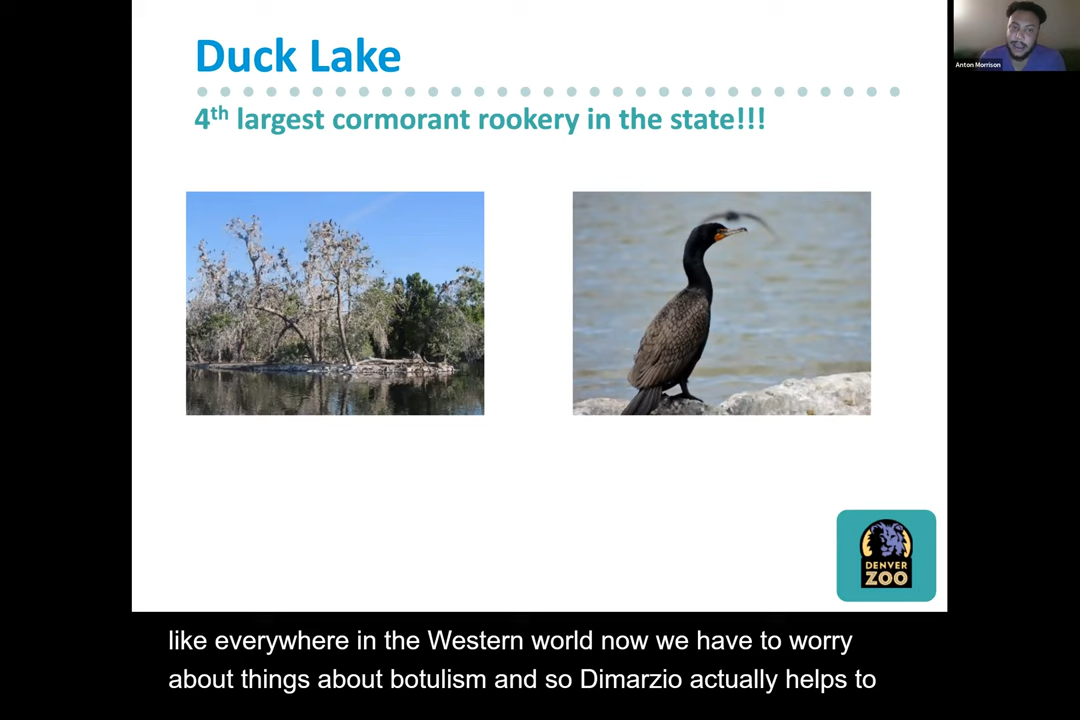 Duck Lake
4th largest cormorant rookery in the state!!!
Anton Morrison
DENVER
ZOO
like everywhere in the Western world now we have to worry
about things about botulism and so Dimarzio actually helps to